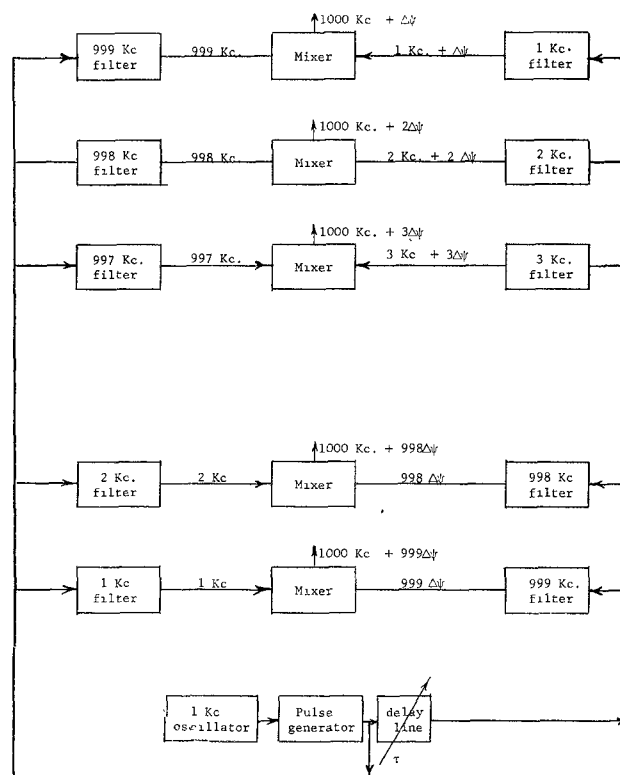 1000 Kc + Δψ
999 Kc filter
999 Kc.
Mixer
1 Kc. + Δψ
1 Kc. filter
1000 Kc. + 2Δψ
998 Kc filter
998 Kc
Mixer
2 Kc. + 2 Δψ
2 Kc. filter
1000 Kc. + 3Δψ
997 Kc. filter
997 Kc.
Mixer
3 Kc + 3Δψ
3 Kc. filter
1000 Kc. + 998Δψ
2 Kc. filter
2 Kc
Mixer
998 Δψ
998 Kc filter
1000 Kc + 999Δψ
1 Kc filter
1 Kc
Mixer
999 Δψ
999 Kc. filter
1 Kc oscillator
Pulse generator
delay line
τ